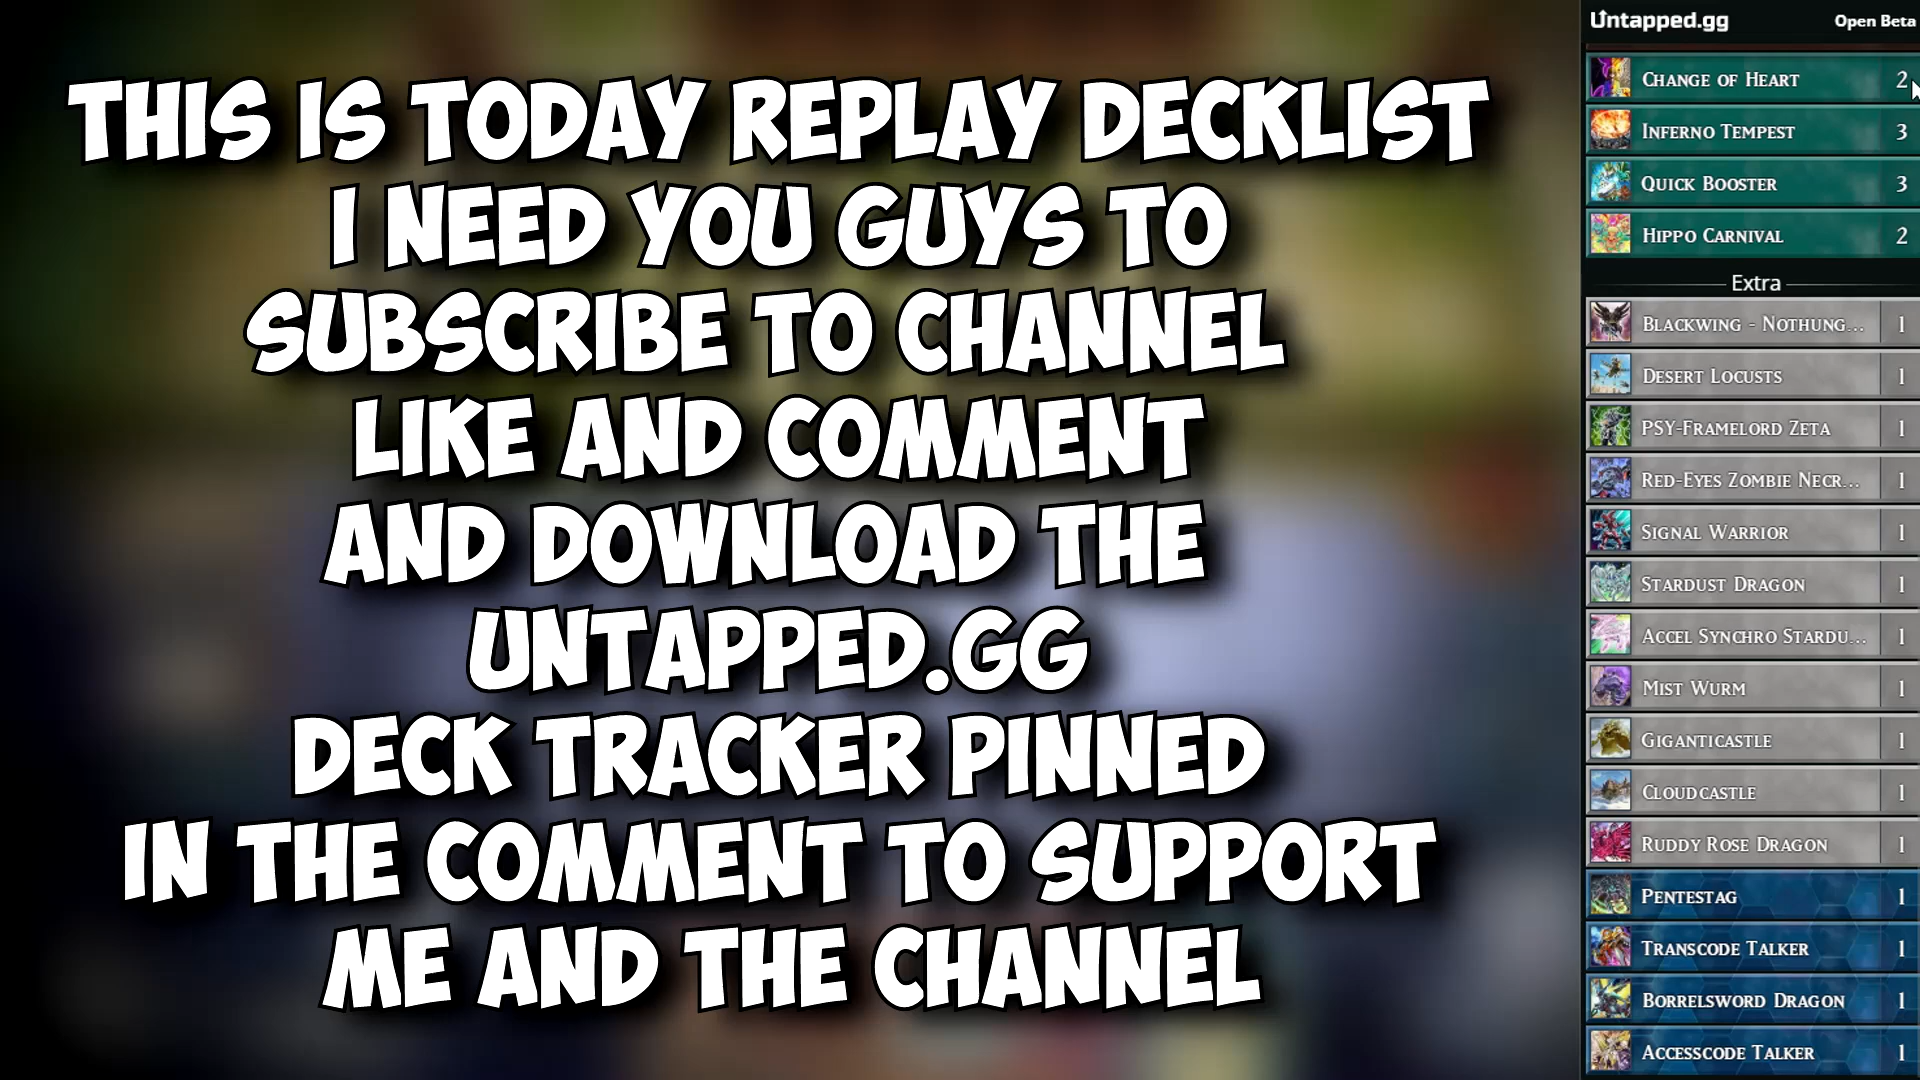 THIS IS TODAY REPLAY DECKLIST
I NEED YOU GUYS TO
SUBSCRIBE TO CHANNEL
LIKE AND COMMENT
AND DOWNLOAD THE
UNTAPPED.GG
DECK TRACKER PINNED
IN THE COMMENT TO SUPPORT
ME AND THE CHANNEL
Untapped.gg Open Beta
CHANGE OF HEART 2
INFERNO TEMPEST 3
QUICK BOOSTER 3
HIPPO CARNIVAL 2
Extra
BLACKWING - NOTHUNG... 1
DESERT LOCUSTS 1
PSY-FRAMELORD ZETA 1
RED-EYES ZOMBIE NECR... 1
SIGNAL WARRIOR 1
STARDUST DRAGON 1
ACCEL SYNCHRO STARDU... 1
MIST WURM 1
GIGANTICASTLE 1
CLOUDCASTLE 1
RUDDY ROSE DRAGON 1
PENTESTAG 1
TRANSCODE TALKER 1
BORRELSWORD DRAGON 1
ACCESSCODE TALKER 1